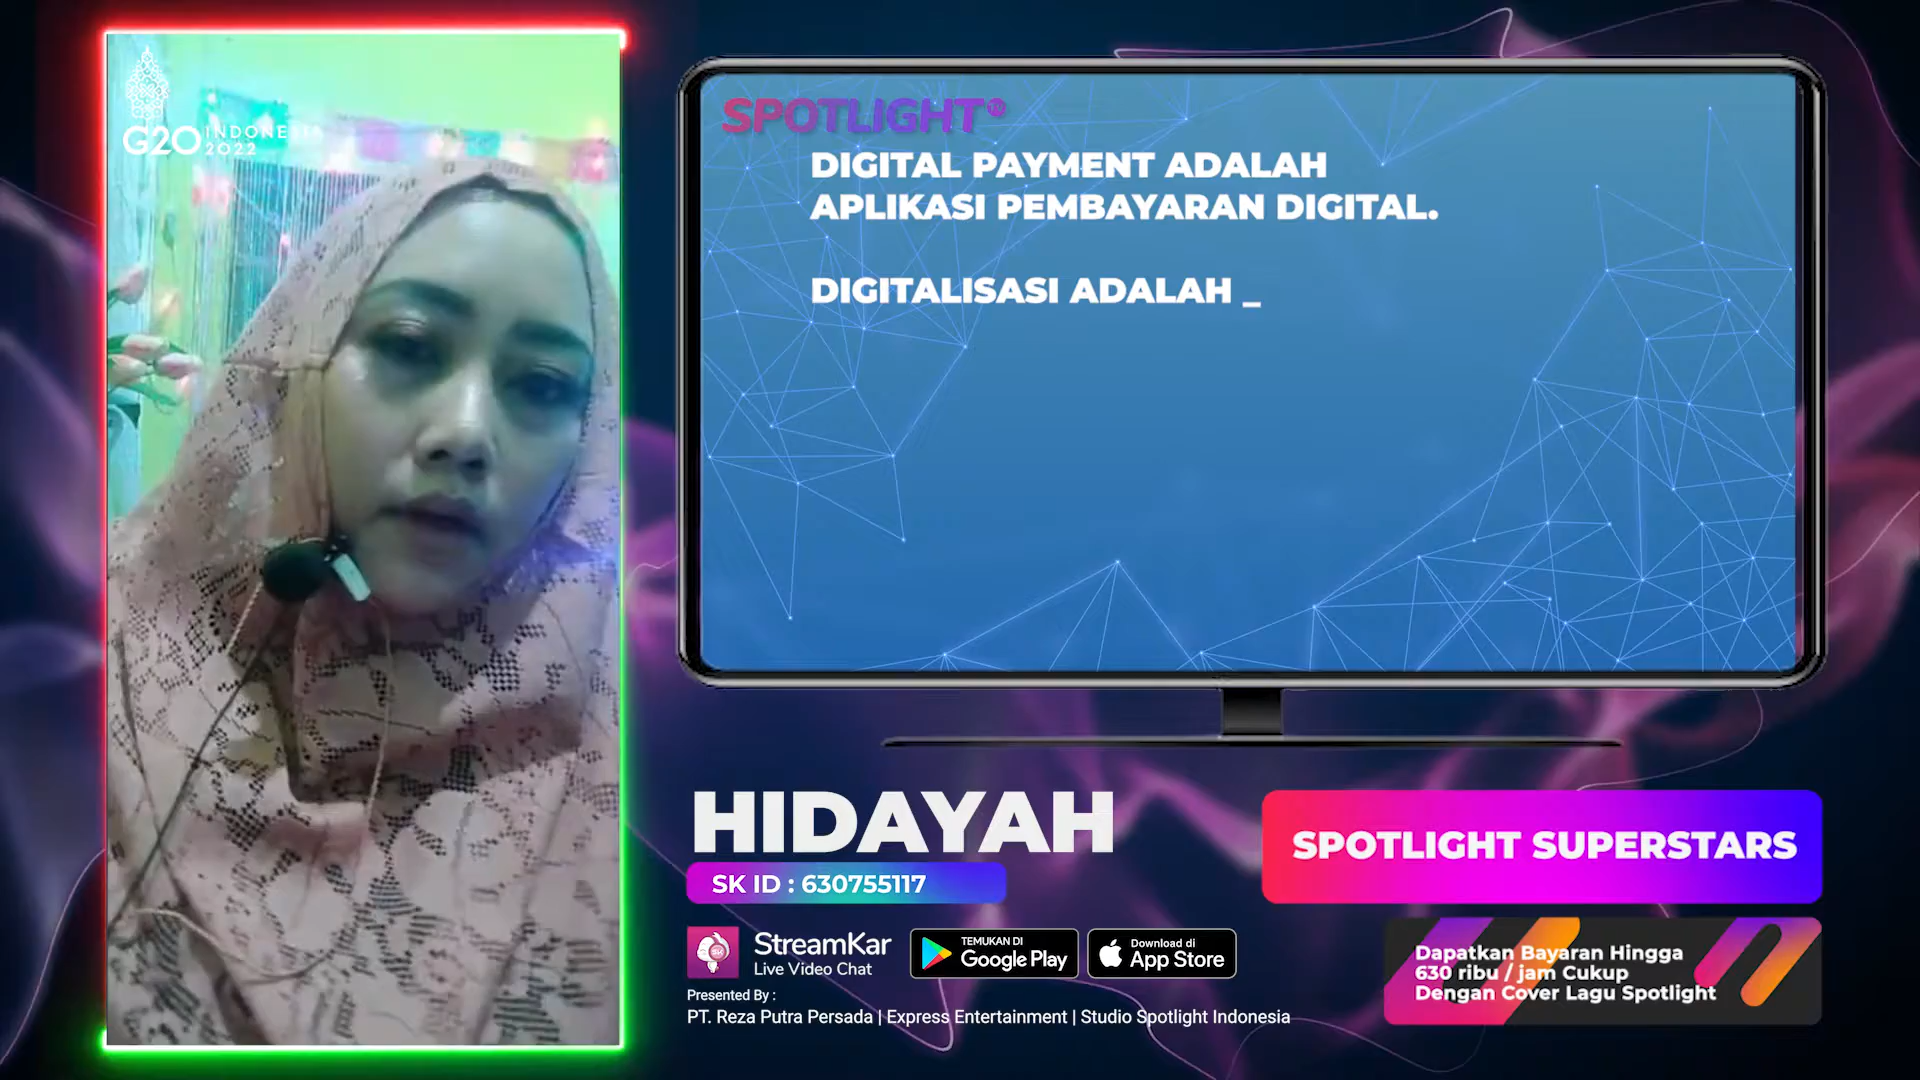 G20 INDONESIA
2022
SPOTLIGHT®
DIGITAL PAYMENT ADALAH
APLIKASI PEMBAYARAN DIGITAL.
DIGITALISASI ADALAH _
HIDAYAH
SK ID : 630755117
SPOTLIGHT SUPERSTARS
StreamKar
Live Video Chat
TEMUKAN DI
Google Play
Download di
App Store
Dapatkan Bayaran Hingga
630 ribu / jam Cukup
Dengan Cover Lagu Spotlight
Presented By :
PT. Reza Putra Persada | Express Entertainment | Studio Spotlight Indonesia